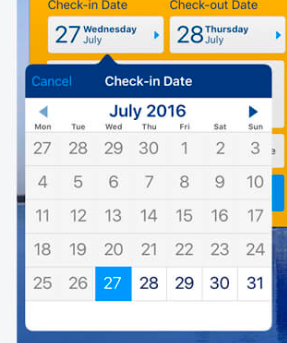 Check-in Date Check-out Date
27 Wednesday July 28 Thursday July
Cancel Check-in Date
July 2016
Mon Tue Wed Thu Fri Sat Sun
27 28 29 30 1 2 3
4 5 6 7 8 9 10
11 12 13 14 15 16 17
18 19 20 21 22 23 24
25 26 27 28 29 30 31